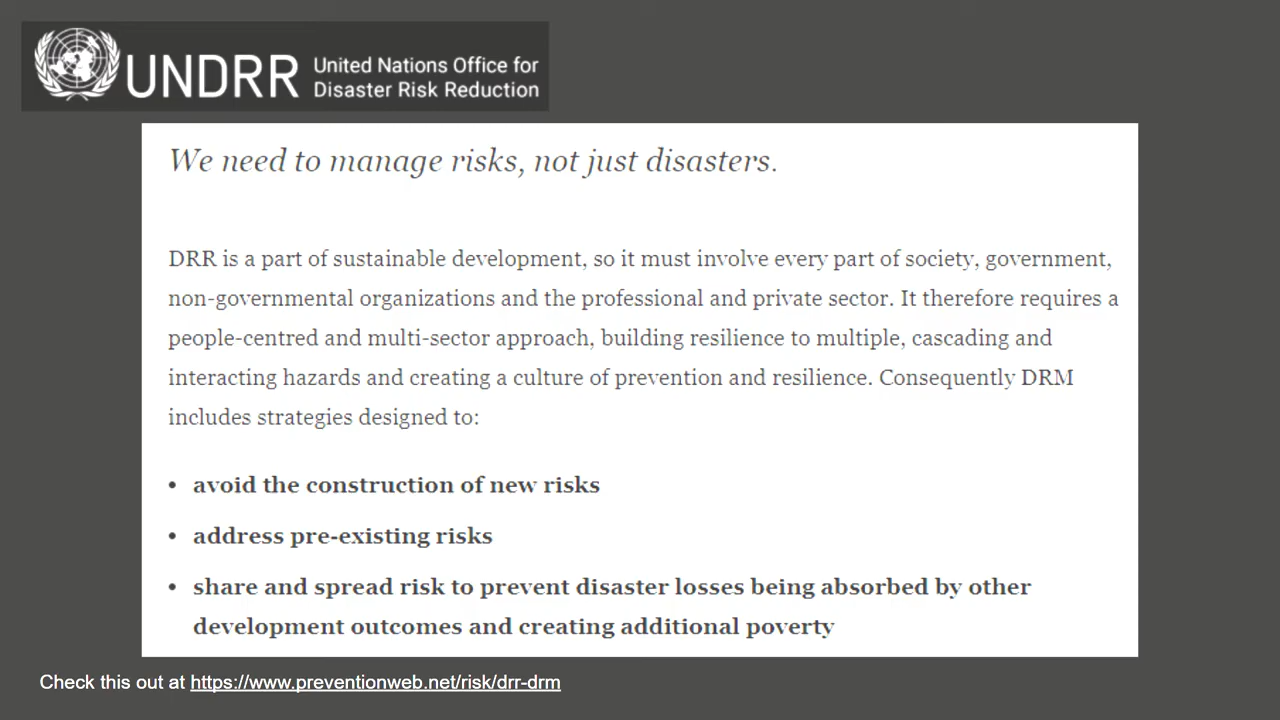 UNDRR
United Nations Office for
Disaster Risk Reduction
We need to manage risks, not just disasters.
DRR is a part of sustainable development, so it must involve every part of society, government,
non-governmental organizations and the professional and private sector. It therefore requires a
people-centred and multi-sector approach, building resilience to multiple, cascading and
interacting hazards and creating a culture of prevention and resilience. Consequently DRM
includes strategies designed to:
• avoid the construction of new risks
• address pre-existing risks
• share and spread risk to prevent disaster losses being absorbed by other
development outcomes and creating additional poverty
Check this out at https://www.preventionweb.net/risk/drr-drm